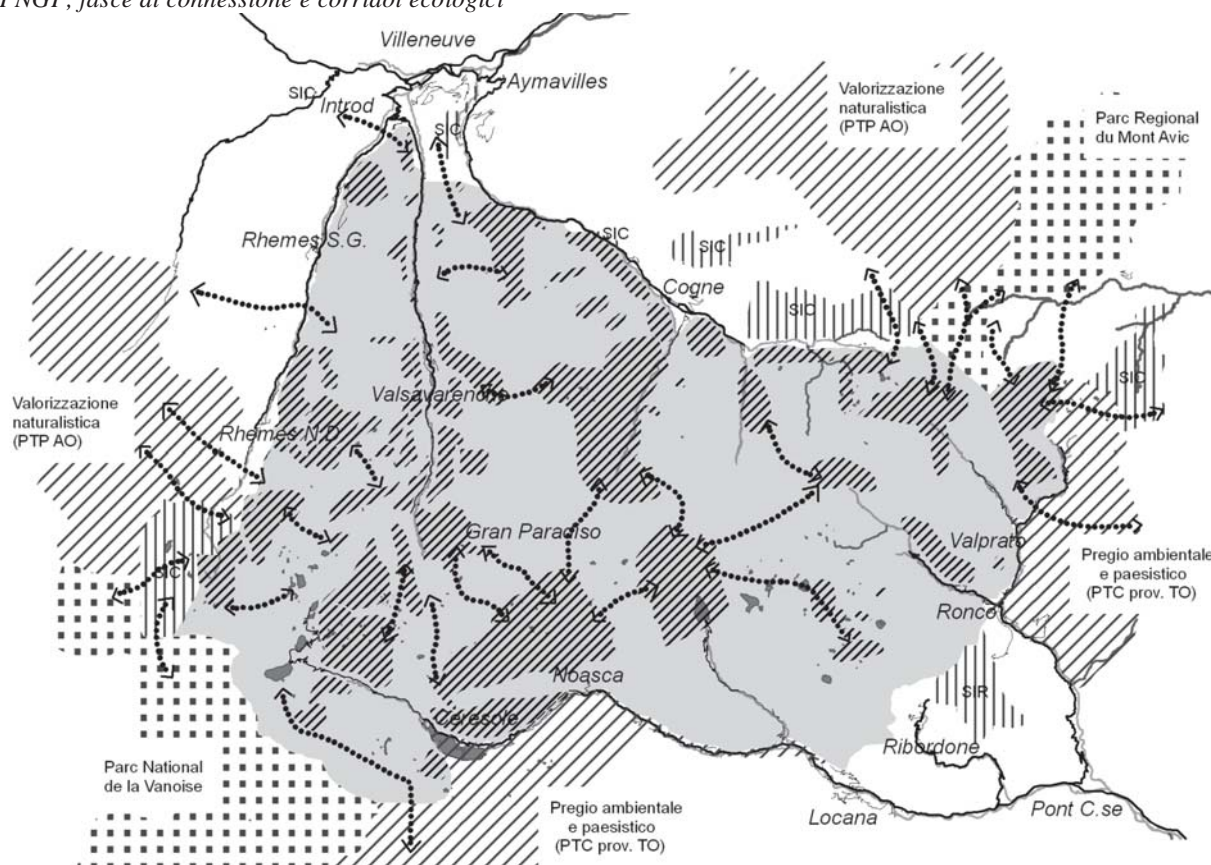 PNGP, fasce di connessione e corridoi ecologici
Villeneuve
Aymavilles
SIC
Introd
SIC
Valorizzazione
naturalistica
(PTP AO)
Parc Regional
du Mont Avic
Rhemes S.G.
SIC
SIC
Cogne
SIC
SIC
Valsavarenche
Valorizzazione
naturalistica
(PTP AO)
Rhemes N.D.
Gran Paradiso
Valprato
SIC
Pregio ambientale
e paesistico
(PTC prov. TO)
Ronco
Noasca
SIR
Ceresole
Ribordone
Parc National
de la Vanoise
Pregio ambientale
e paesistico
(PTC prov. TO)
Locana
Pont C.se